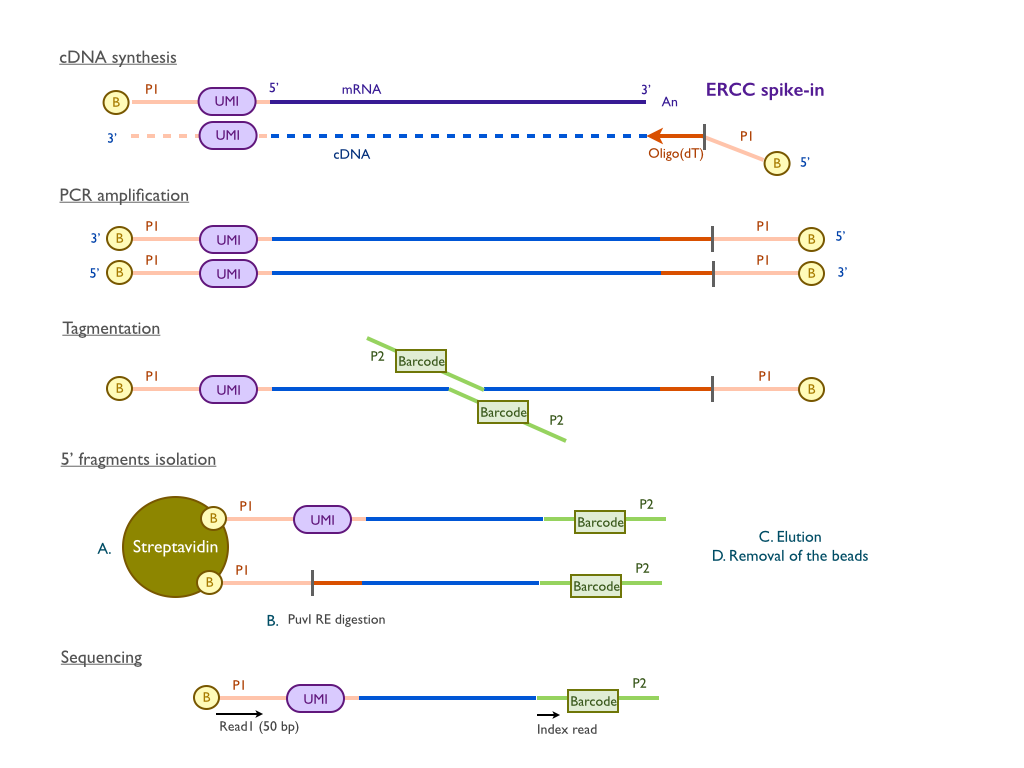 cDNA synthesis
B P1 UMI 5’ mRNA 3’ An ERCC spike-in
3’ UMI cDNA Oligo(dT) P1 B 5’
PCR amplification
3’ B P1 UMI P1 B 5’
5’ B P1 UMI P1 B 3’
Tagmentation
P2 Barcode
B P1 UMI P1 B
Barcode P2
5’ fragments isolation
B P1 UMI Barcode P2
A. Streptavidin
C. Elution
D. Removal of the beads
B P1 Barcode P2
B. PuvI RE digestion
Sequencing
B P1 UMI Barcode P2
Read1 (50 bp) Index read